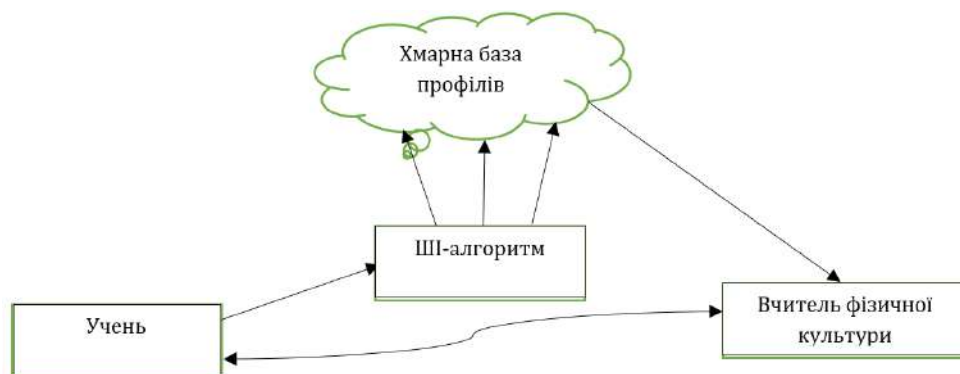 Хмарна база
профілів
ШІ-алгоритм
Учень
Вчитель фізичної
культури